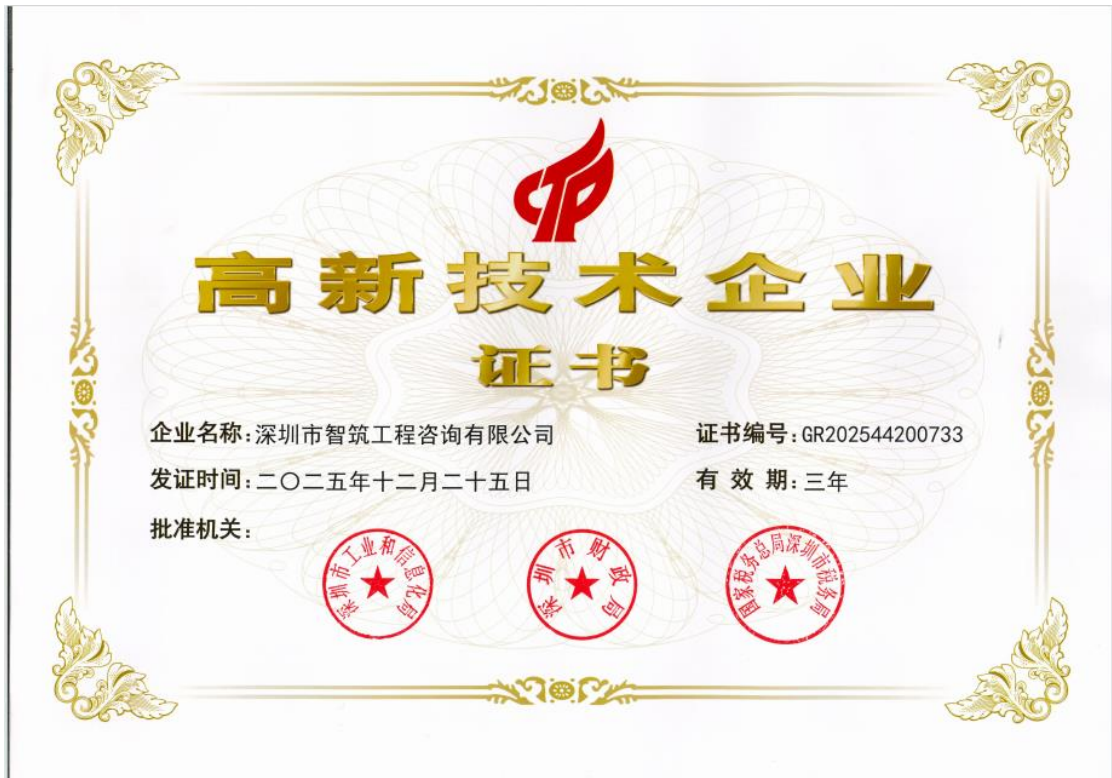 高新技术企业
证书
企业名称:深圳市智筑工程咨询有限公司
证书编号:GR202544200733
发证时间:二〇二五年十二月二十五日
有效期:三年
批准机关:
深圳市工业和信息化局
深圳市财政局
国家税务总局深圳市税务局